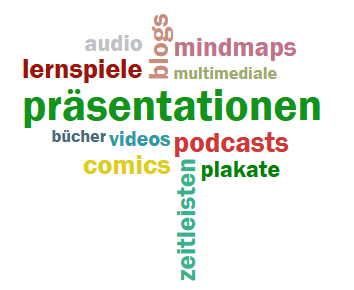 audio
blogs
mindmaps
lernspiele
multimediale
präsentationen
bücher
videos
podcasts
comics
plakate
zeitleisten